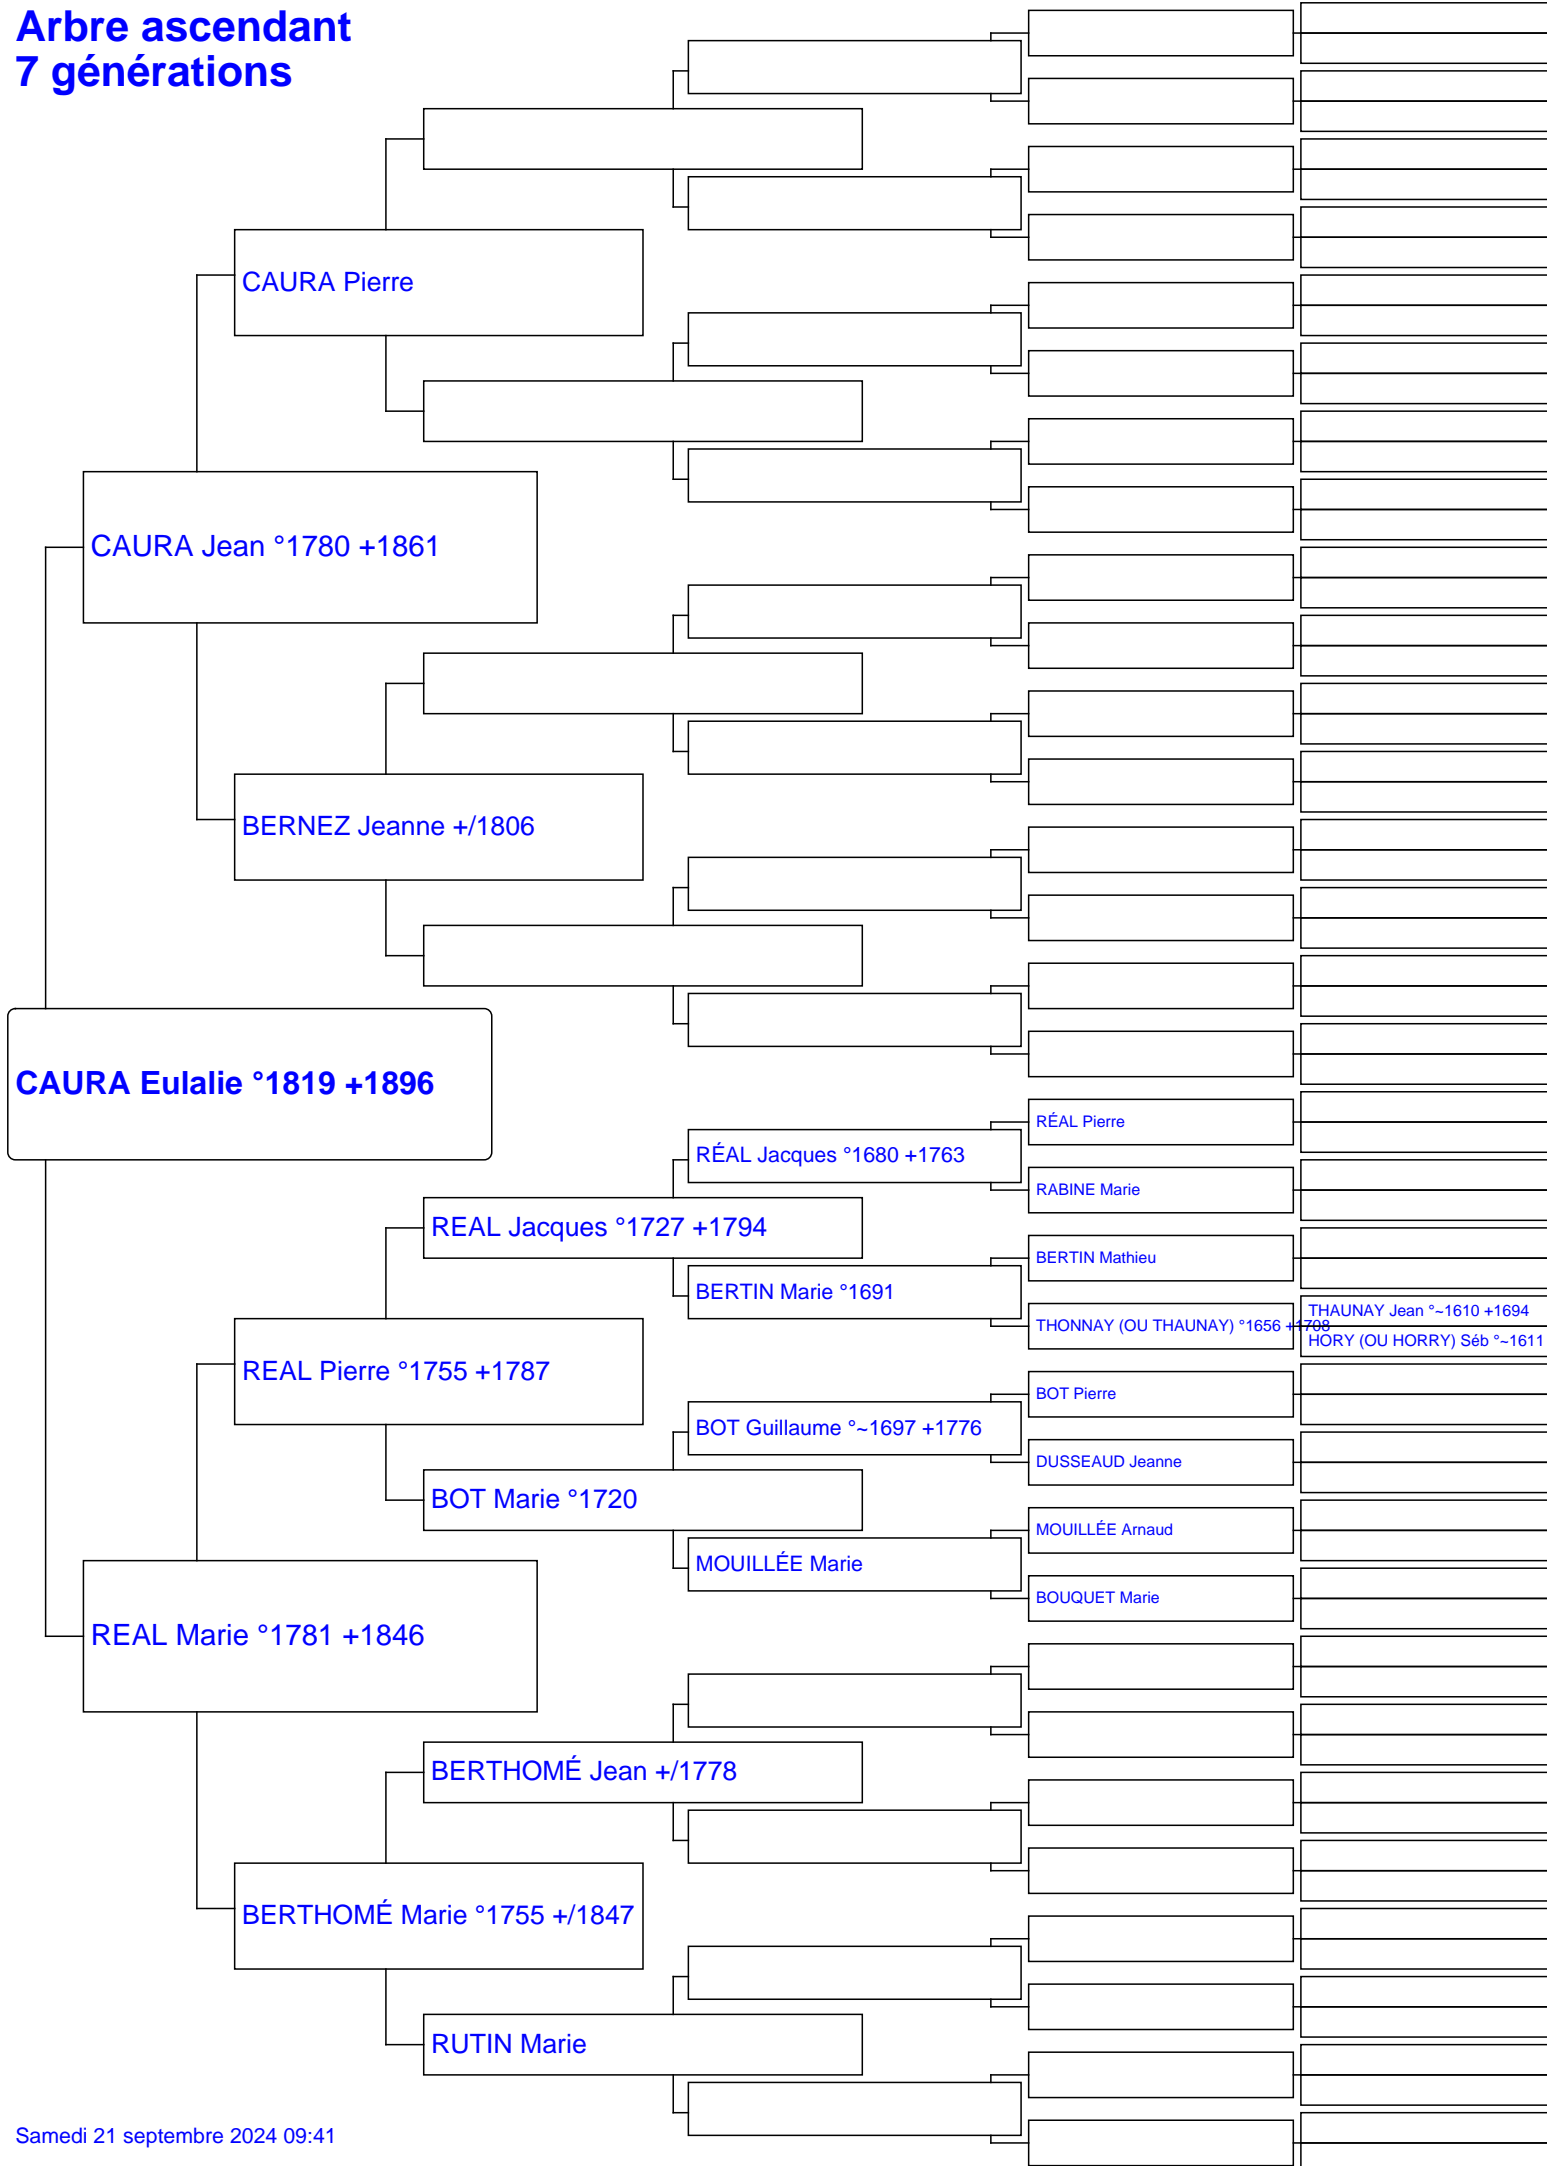 Arbre ascendant
7 générations
CAURA Pierre
CAURA Jean °1780 +1861
BERNEZ Jeanne +/1806
CAURA Eulalie °1819 +1896
RÉAL Pierre
RÉAL Jacques °1680 +1763
RABINE Marie
REAL Jacques °1727 +1794
BERTIN Mathieu
BERTIN Marie °1691
THAUNAY Jean °~1610 +1694
THONNAY (OU THAUNAY) °1656 +1708
HORY (OU HORRY) Séb °~1611
REAL Pierre °1755 +1787
BOT Pierre
BOT Guillaume °~1697 +1776
DUSSEAUD Jeanne
BOT Marie °1720
MOUILLÉE Arnaud
MOUILLÉE Marie
BOUQUET Marie
REAL Marie °1781 +1846
BERTHOMÉ Jean +/1778
BERTHOMÉ Marie °1755 +/1847
RUTIN Marie
Samedi 21 septembre 2024 09:41